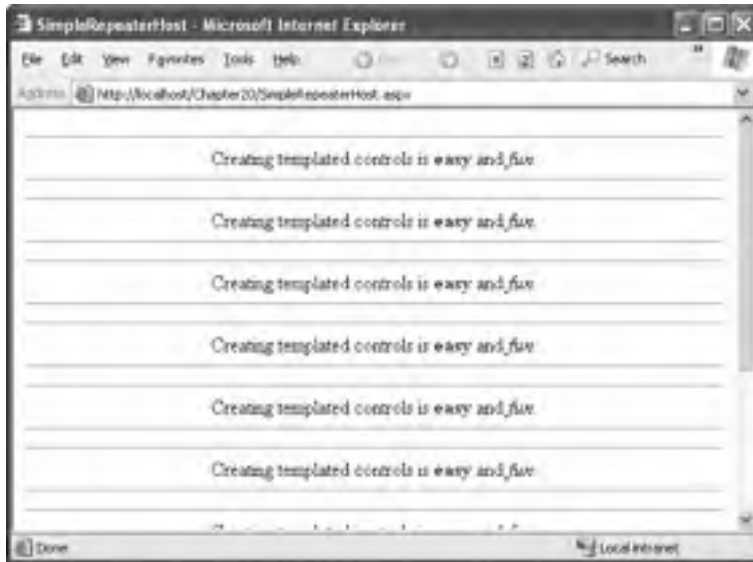 SimpleRepeaterHost - Microsoft Internet Explorer
File Edit View Favorites Tools Help Search
Address http://localhost/Chapter20/SimpleRepeaterHost.aspx
Creating templated controls is easy and fun
Creating templated controls is easy and fun
Creating templated controls is easy and fun
Creating templated controls is easy and fun
Creating templated controls is easy and fun
Creating templated controls is easy and fun
Done Local intranet